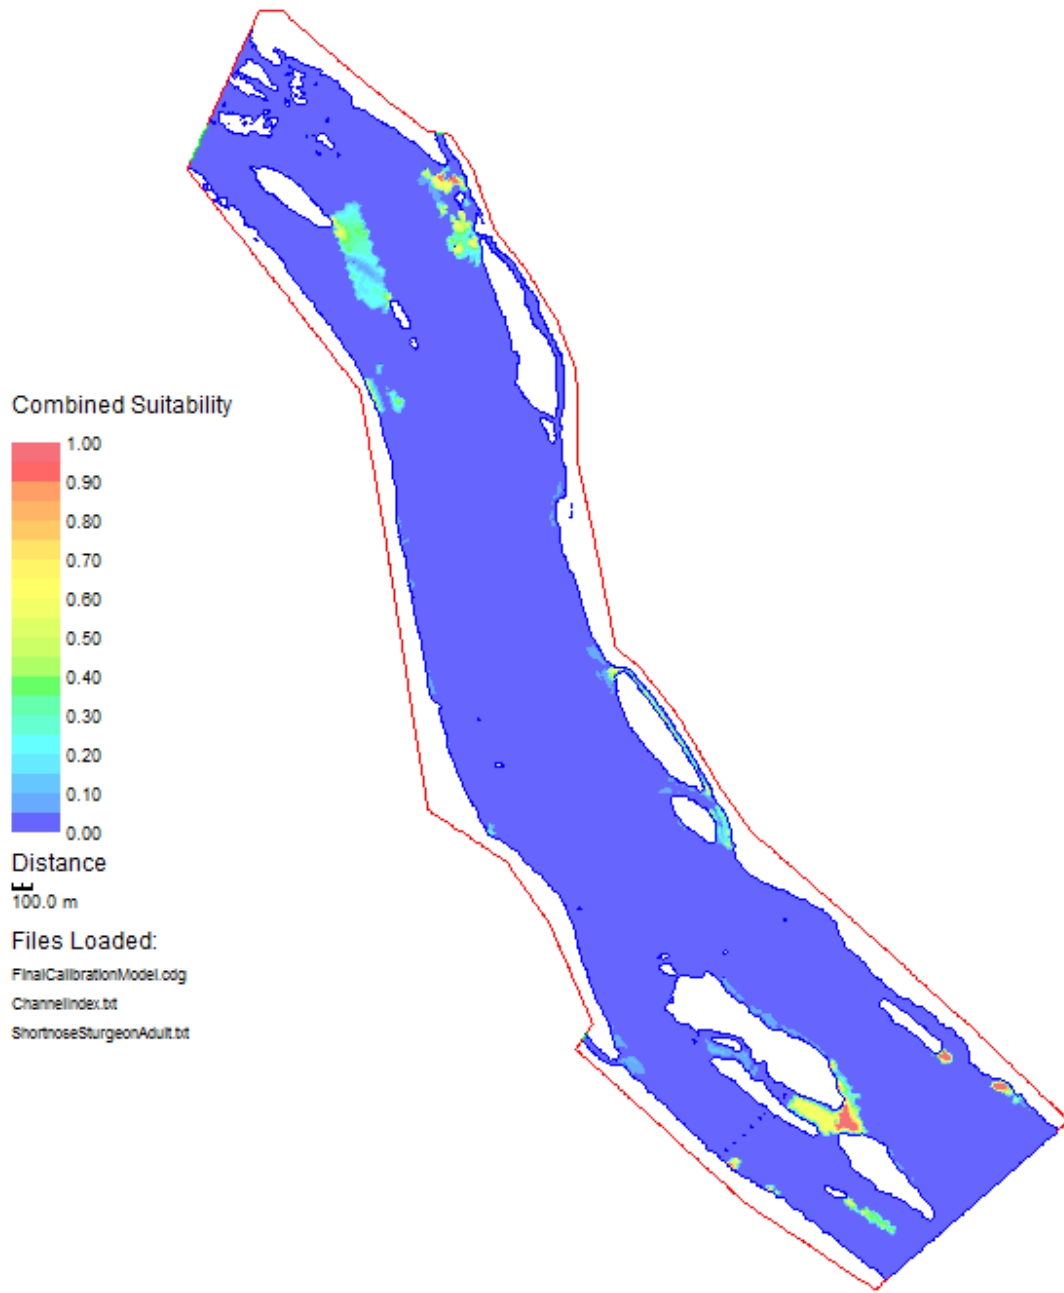 Combined Suitability
1.00
0.90
0.80
0.70
0.60
0.50
0.40
0.30
0.20
0.10
0.00
Distance
100.0 m
Files Loaded:
FinalCalibrationModel.cdg
ChannelIndex.txt
ShortnoseSturgeonAdult.txt